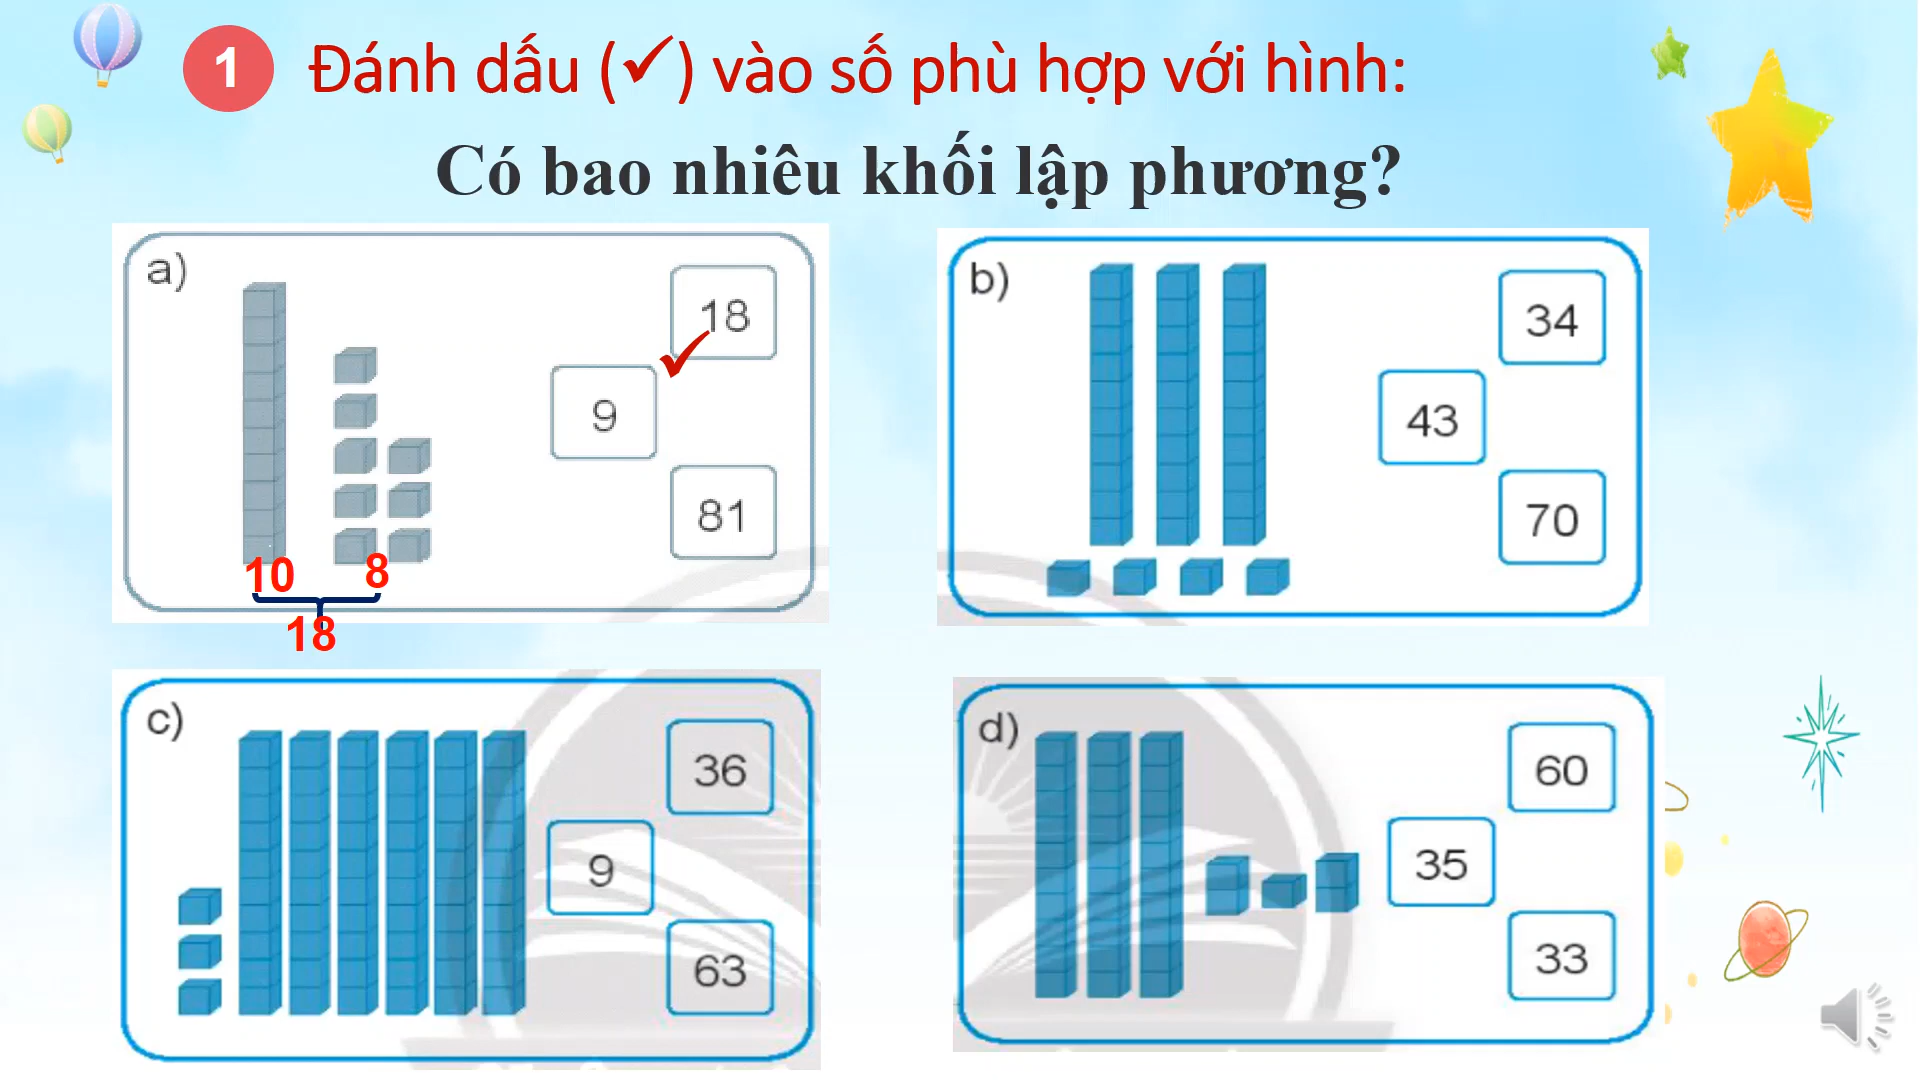 1 Đánh dấu (✓) vào số phù hợp với hình:
Có bao nhiêu khối lập phương?
a)
18
9
81
10 8
18
b)
34
43
70
c)
36
9
63
d)
60
35
33